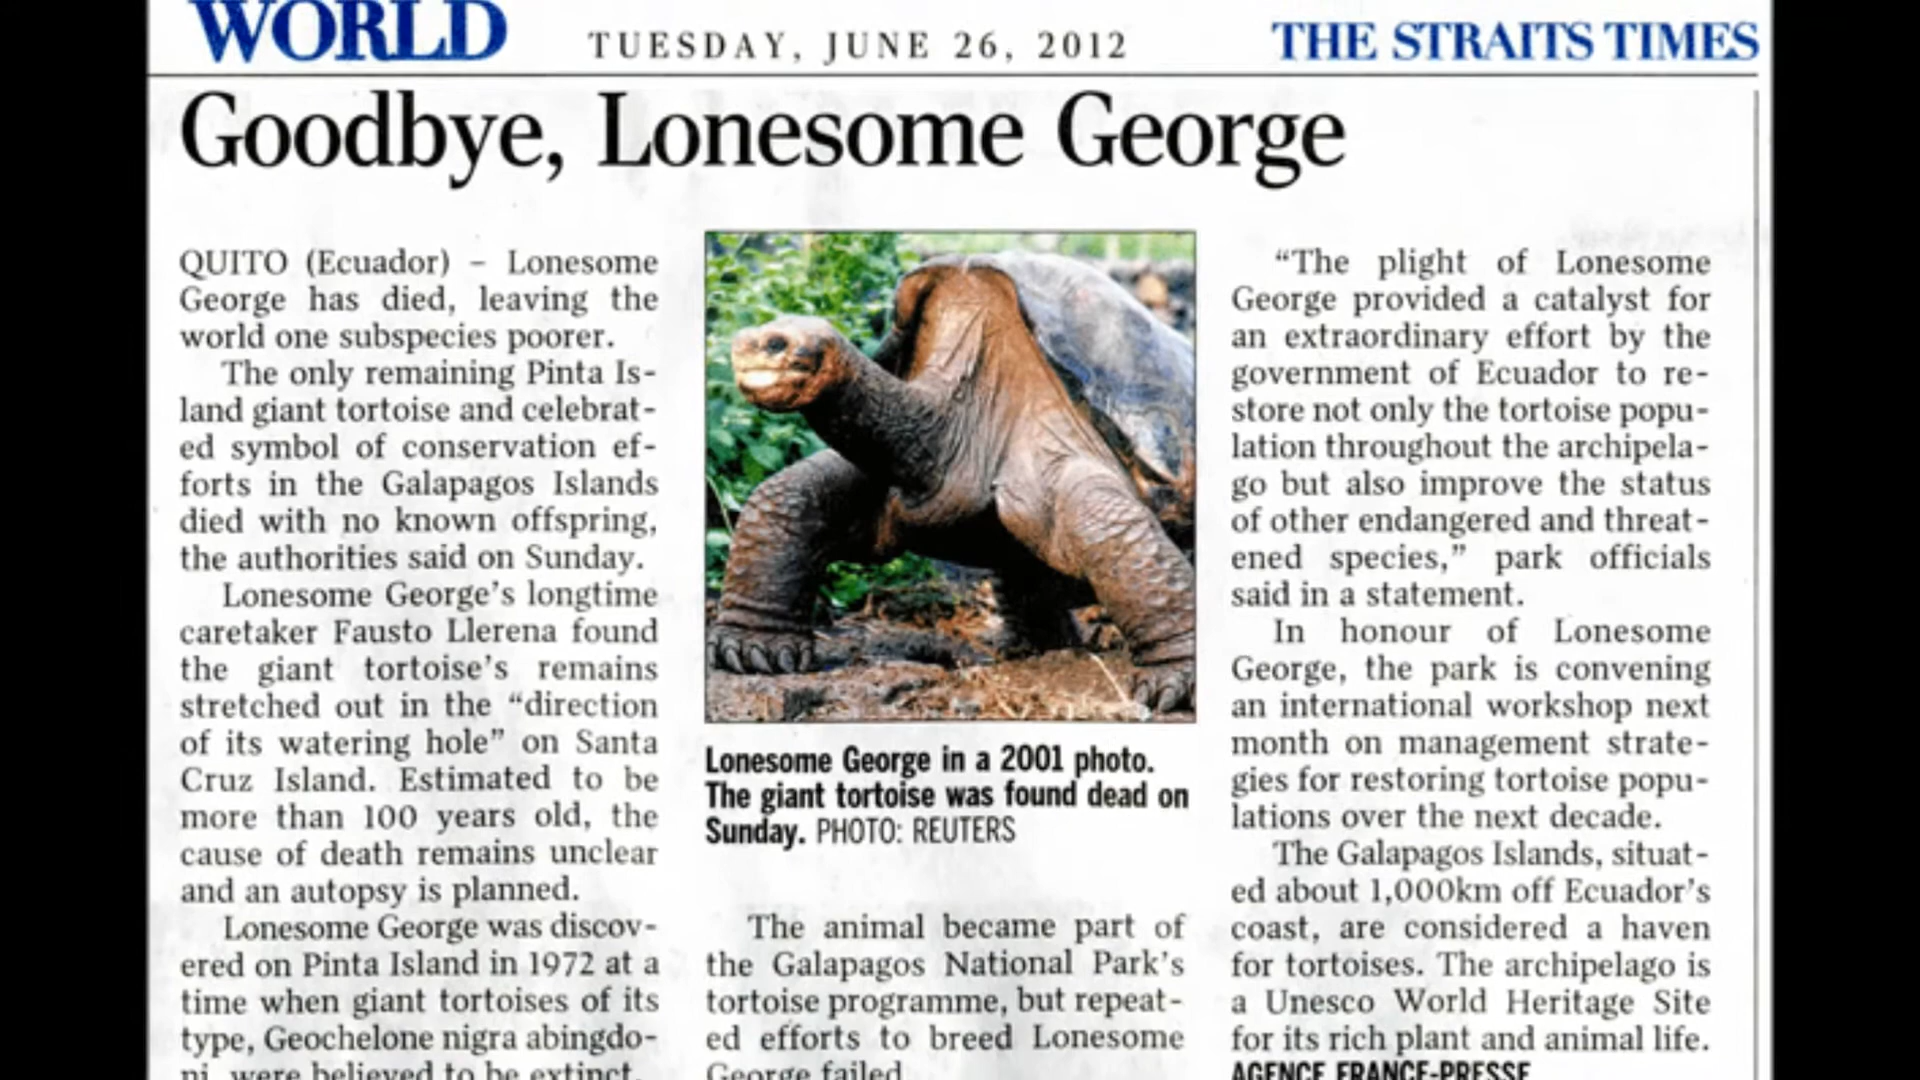 WORLD TUESDAY, JUNE 26, 2012 THE STRAITS TIMES
Goodbye, Lonesome George
QUITO (Ecuador) – Lonesome
George has died, leaving the
world one subspecies poorer.
The only remaining Pinta Is-
land giant tortoise and celebrat-
ed symbol of conservation ef-
forts in the Galapagos Islands
died with no known offspring,
the authorities said on Sunday.
Lonesome George's longtime
caretaker Fausto Llerena found
the giant tortoise's remains
stretched out in the “direction
of its watering hole” on Santa
Cruz Island. Estimated to be
more than 100 years old, the
cause of death remains unclear
and an autopsy is planned.
Lonesome George was discov-
ered on Pinta Island in 1972 at a
time when giant tortoises of its
type, Geochelone nigra abingdo-
ni, were believed to be extinct.
Lonesome George in a 2001 photo.
The giant tortoise was found dead on
Sunday. PHOTO: REUTERS
The animal became part of
the Galapagos National Park's
tortoise programme, but repeat-
ed efforts to breed Lonesome
George failed.
“The plight of Lonesome
George provided a catalyst for
an extraordinary effort by the
government of Ecuador to re-
store not only the tortoise popu-
lation throughout the archipela-
go but also improve the status
of other endangered and threat-
ened species,” park officials
said in a statement.
In honour of Lonesome
George, the park is convening
an international workshop next
month on management strate-
gies for restoring tortoise popu-
lations over the next decade.
The Galapagos Islands, situat-
ed about 1,000km off Ecuador's
coast, are considered a haven
for tortoises. The archipelago is
a Unesco World Heritage Site
for its rich plant and animal life.
AGENCE FRANCE-PRESSE